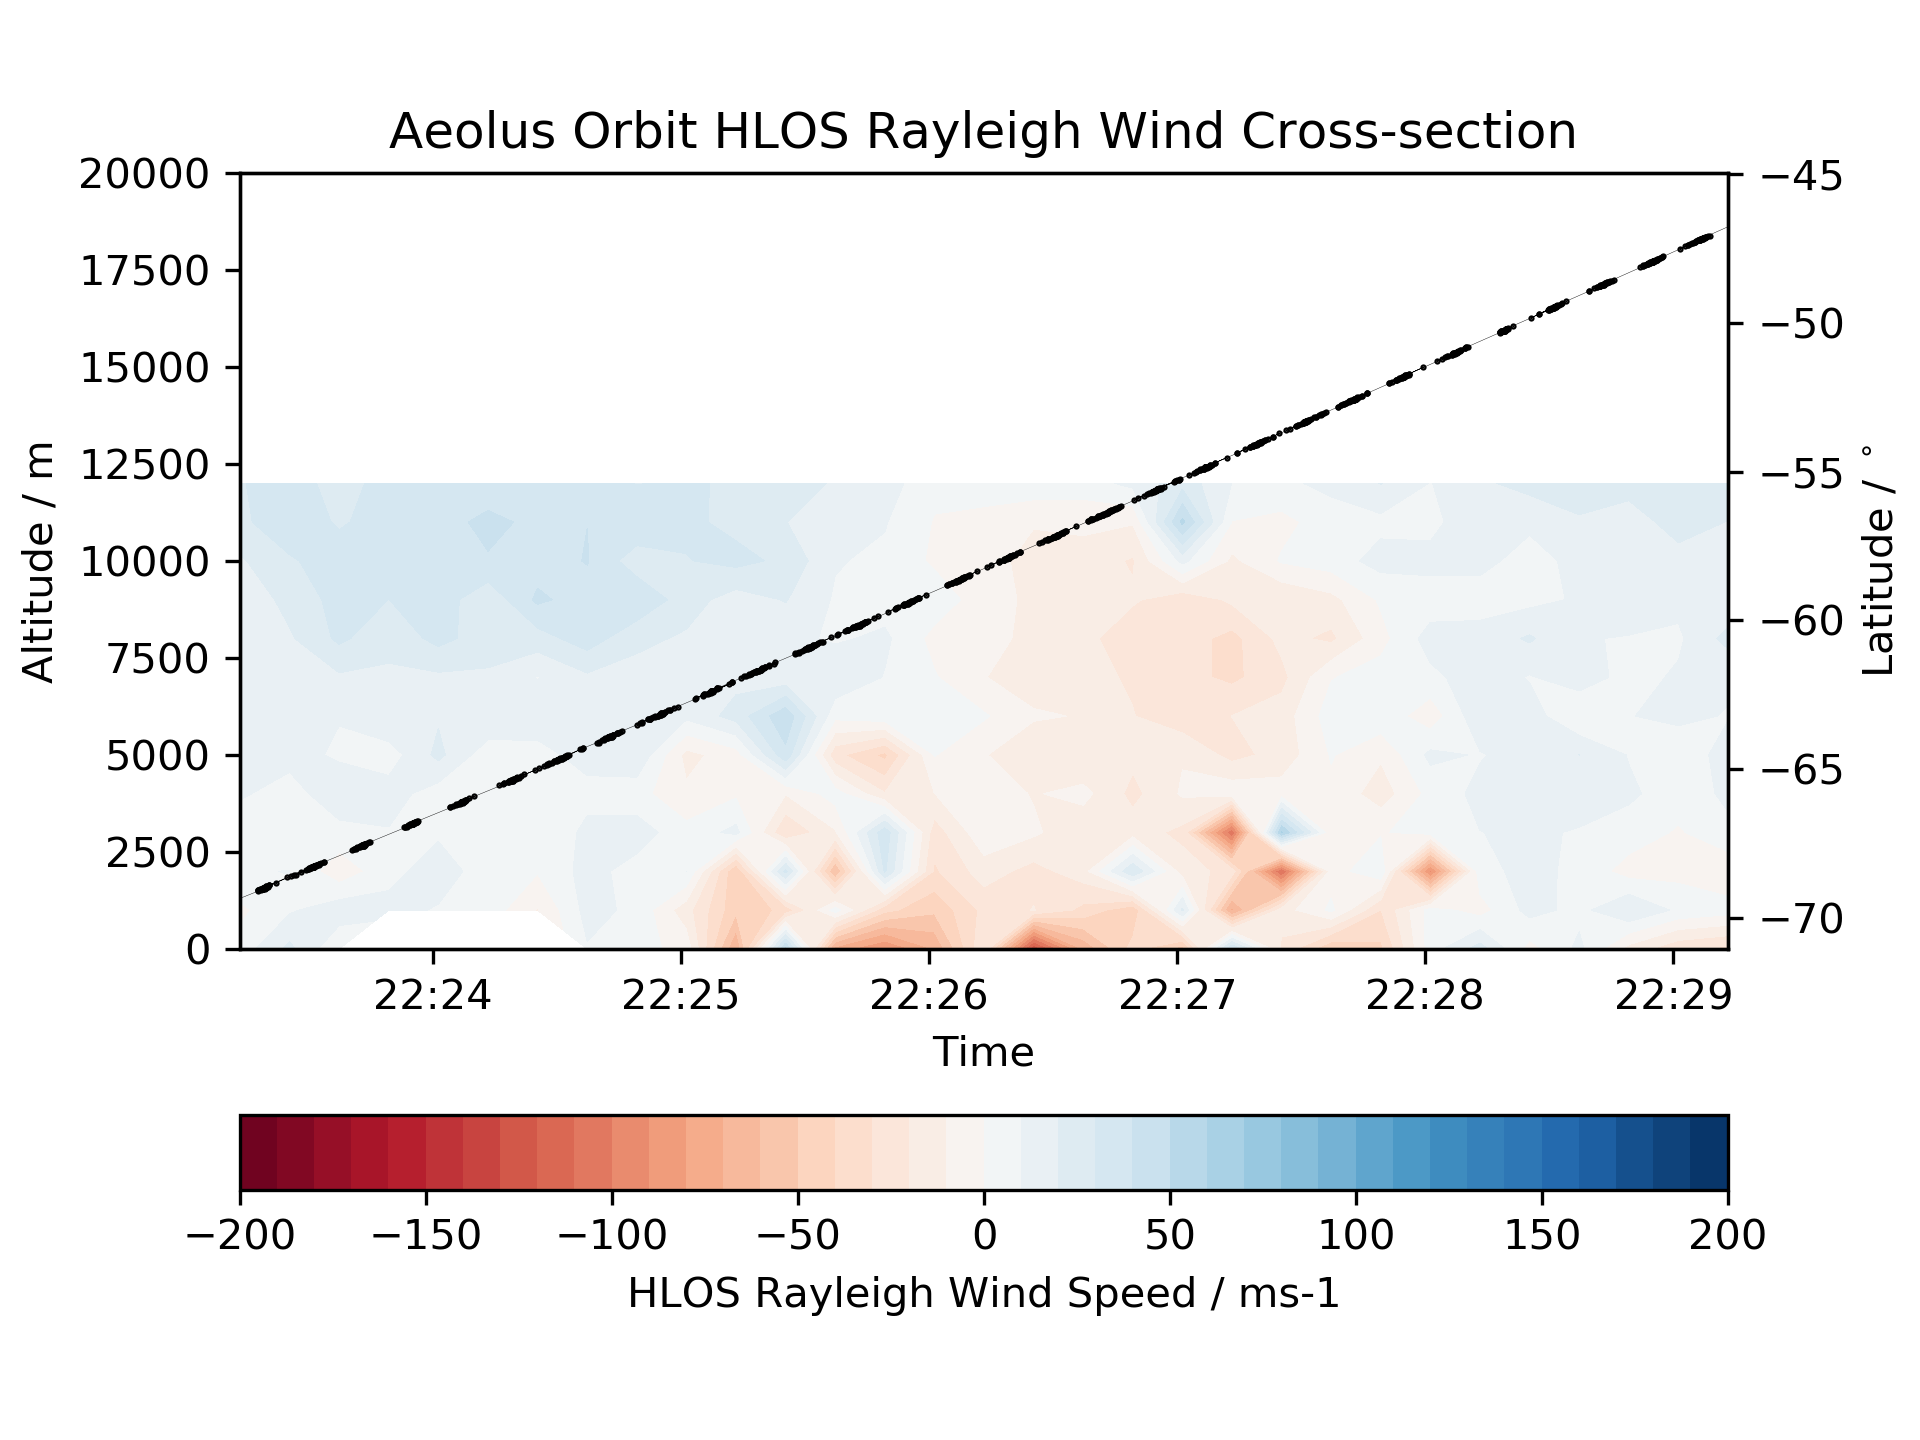 Aeolus Orbit HLOS Rayleigh Wind Cross-section
20000
17500
15000
12500
10000
7500
5000
2500
0
Altitude / m
−45
−50
−55
−60
−65
−70
Latitude / °
22:24 22:25 22:26 22:27 22:28 22:29
Time
−200 −150 −100 −50 0 50 100 150 200
HLOS Rayleigh Wind Speed / ms-1